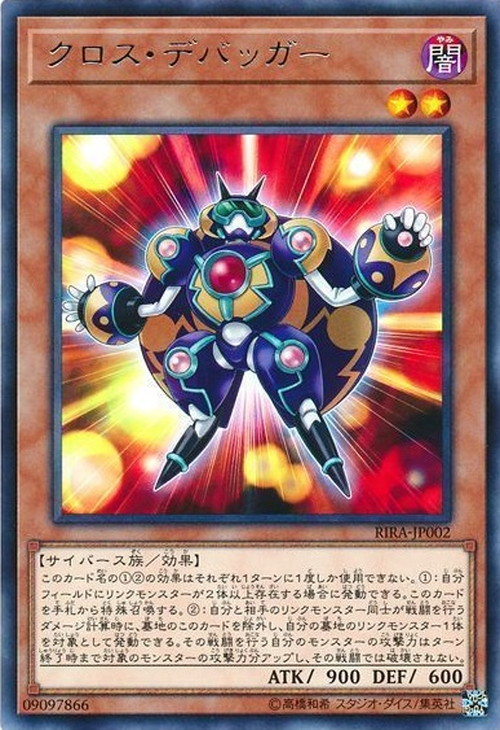 クロス・デバッガー
闇
RIRA-JP002
【サイバース族/効果】
このカード名の①②の効果はそれぞれ1ターンに1度しか使用できない。①:自分
フィールドにリンクモンスターが2体以上存在する場合に発動できる。このカード
を手札から特殊召喚する。②:自分と相手のリンクモンスター同士が戦闘を行う
ダメージ計算時に、墓地のこのカードを除外し、自分の墓地のリンクモンスター1体
を対象として発動できる。その戦闘を行う自分のモンスターの攻撃力はターン
終了時まで対象のモンスターの攻撃力分アップし、その戦闘では破壊されない。
ATK/ 900 DEF/ 600
09097866
©高橋和希 スタジオ・ダイス/集英社